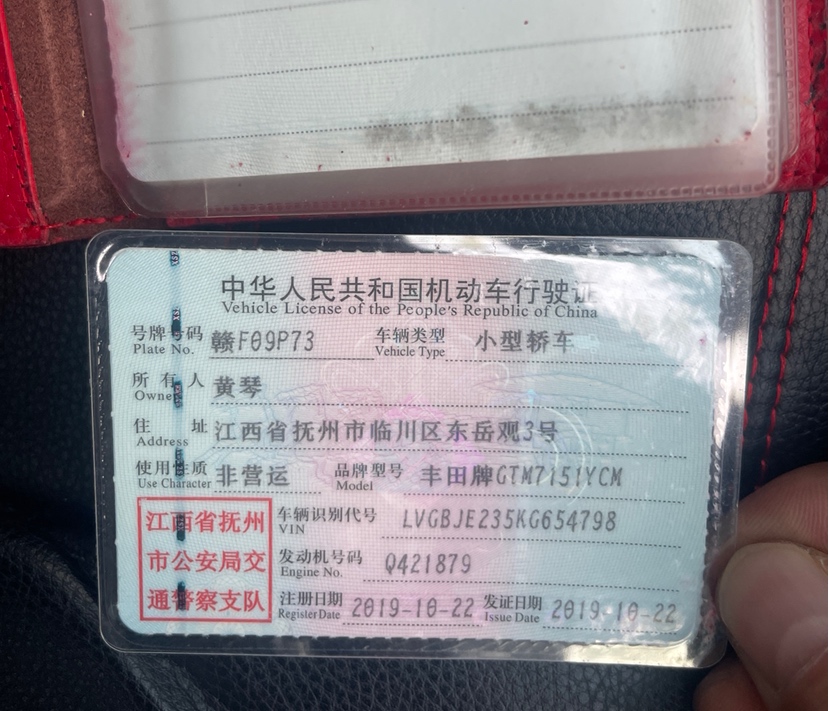 中华人民共和国机动车行驶证
Vehicle License of the People's Republic of China
号牌号码 赣F09P73 车辆类型 小型轿车
Plate No. Vehicle Type
所有人 黄琴
Owner
住址 江西省抚州市临川区东岳观3号
Address
使用性质 非营运 品牌型号 丰田牌GTM7151YCM
Use Character Model
江西省抚州 车辆识别代号 LVGBJE235KG654798
VIN
市公安局交 发动机号码 Q421879
Engine No.
通警察支队 注册日期 2019-10-22 发证日期 2019-10-22
Register Date Issue Date